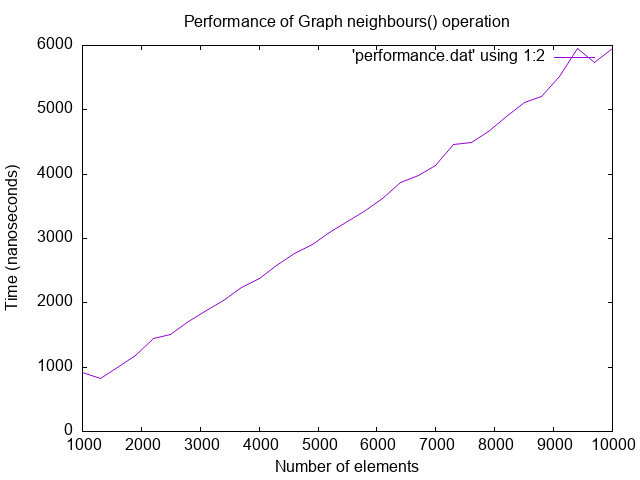 Performance of Graph neighbours() operation
'performance.dat' using 1:2
6000
5000
4000
3000
2000
1000
0
Time (nanoseconds)
1000 2000 3000 4000 5000 6000 7000 8000 9000 10000
Number of elements